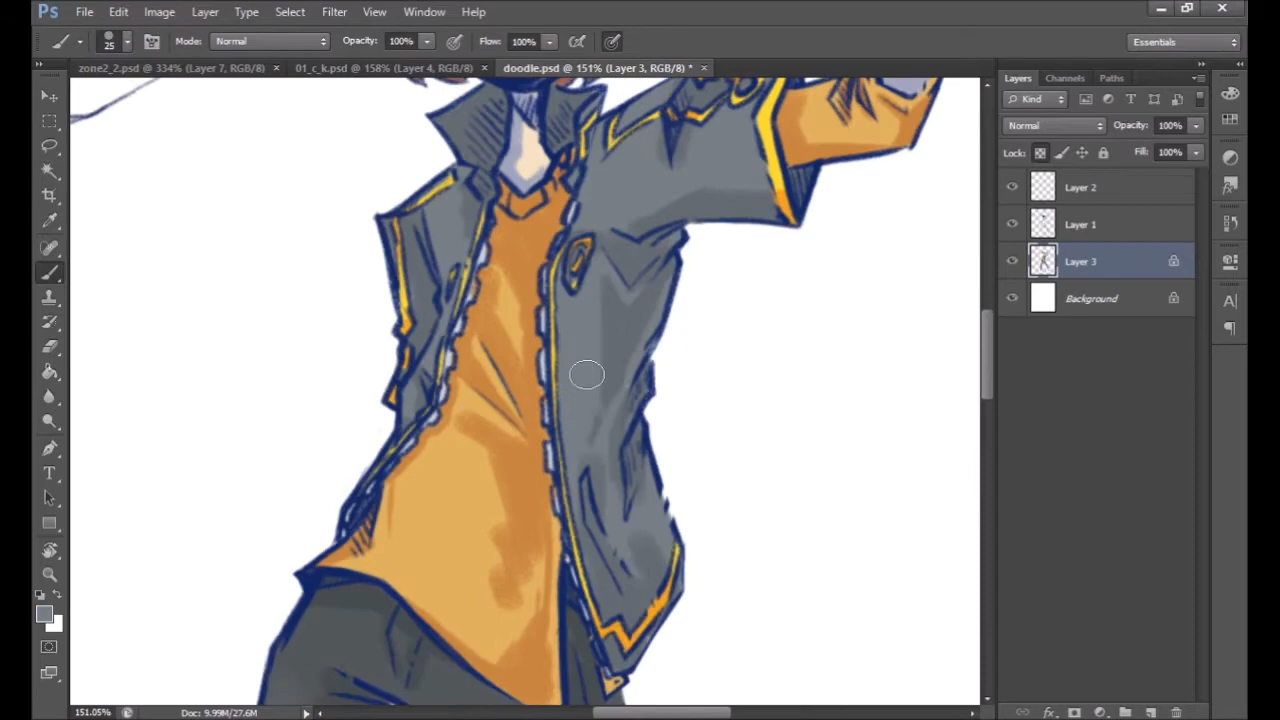 Ps File Edit Image Layer Type Select Filter View Window Help
25 Mode: Normal Opacity: 100% Flow: 100% Essentials
zone2_2.psd @ 334% (Layer 7, RGB/8) × 01_c_k.psd @ 158% (Layer 4, RGB/8) × doodle.psd @ 151% (Layer 3, RGB/8) * ×
Layers Channels Paths
Kind T
Normal Opacity: 100%
Lock: Fill: 100%
Layer 2
Layer 1
Layer 3
Background
A
T
151.05% Doc: 9.99M/27.6M
fx